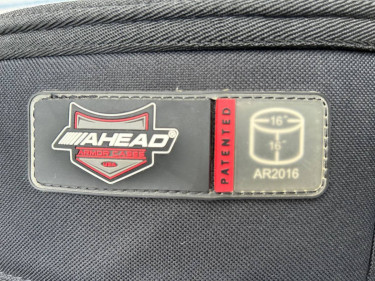 AHEAD®
ARMOR CASES
PATENTED
16"
16"
AR2016